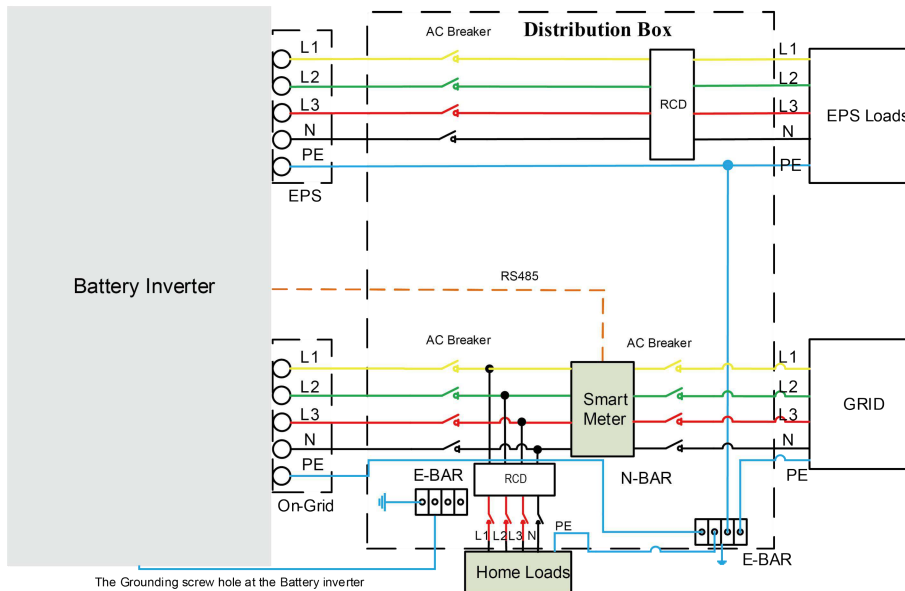 Distribution Box
AC Breaker
L1
L2
L3
N
PE
EPS
RCD
L1
L2
L3
N
PE
EPS Loads
Battery Inverter
RS485
AC Breaker
AC Breaker
L1
L2
L3
N
PE
On-Grid
Smart
Meter
L1
L2
L3
N
PE
GRID
E-BAR
RCD
N-BAR
L1
L2
L3
N
PE
E-BAR
Home Loads
The Grounding screw hole at the Battery inverter